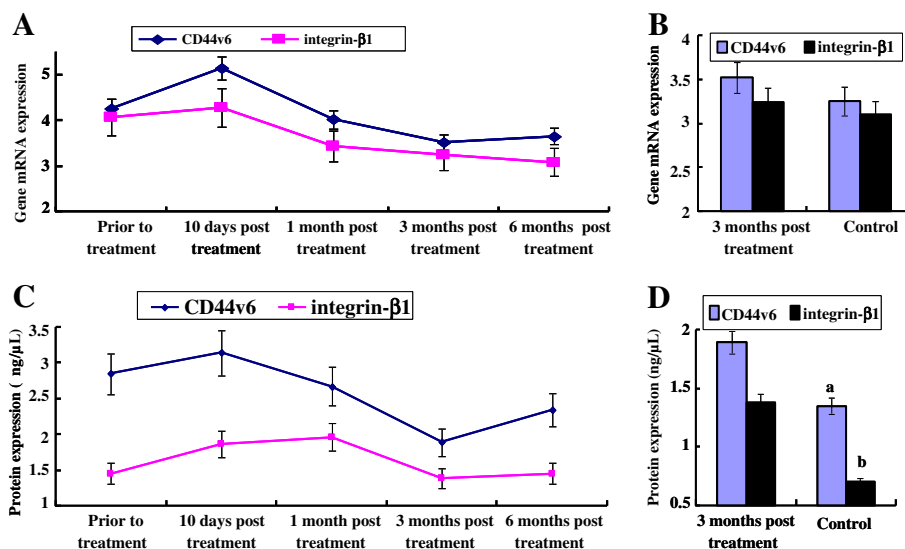 A
CD44v6
integrin-β1
Gene mRNA expression
5
4
3
2
Prior to
treatment
10 days post
treatment
1 month post
treatment
3 months post
treatment
6 months post
treatment
B
CD44v6
integrin-β1
Gene mRNA expression
4
3.5
3
2.5
2
3 months post
treatment
Control
C
CD44v6
integrin-β1
Protein expression ( ng/μL)
3.5
3
2.5
2
1.5
1
Prior to
treatment
10 days post
treatment
1 month post
treatment
3 months post
treatment
6 months post
treatment
D
CD44v6
integrin-β1
Protein expression (ng/μL)
2
1.5
1
0.5
a
b
3 months post
treatment
Control